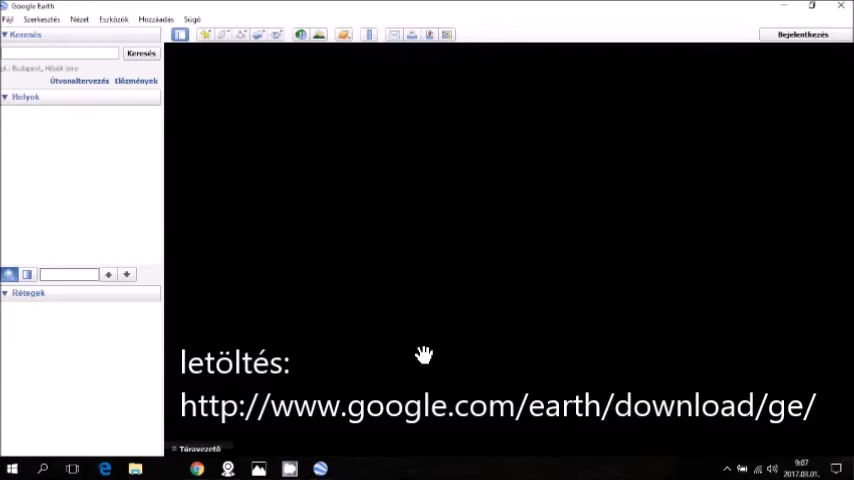 Google Earth
Fájl Szerkesztés Nézet Eszközök Hozzáadás Súgó
Keresés
Keresés
pl.: Budapest, Hősök tere
Útvonaltervezés Előzmények
Helyek
Rétegek
Bejelentkezés
letöltés:
http://www.google.com/earth/download/ge/
Túravezető
9:07
2017.03.01.